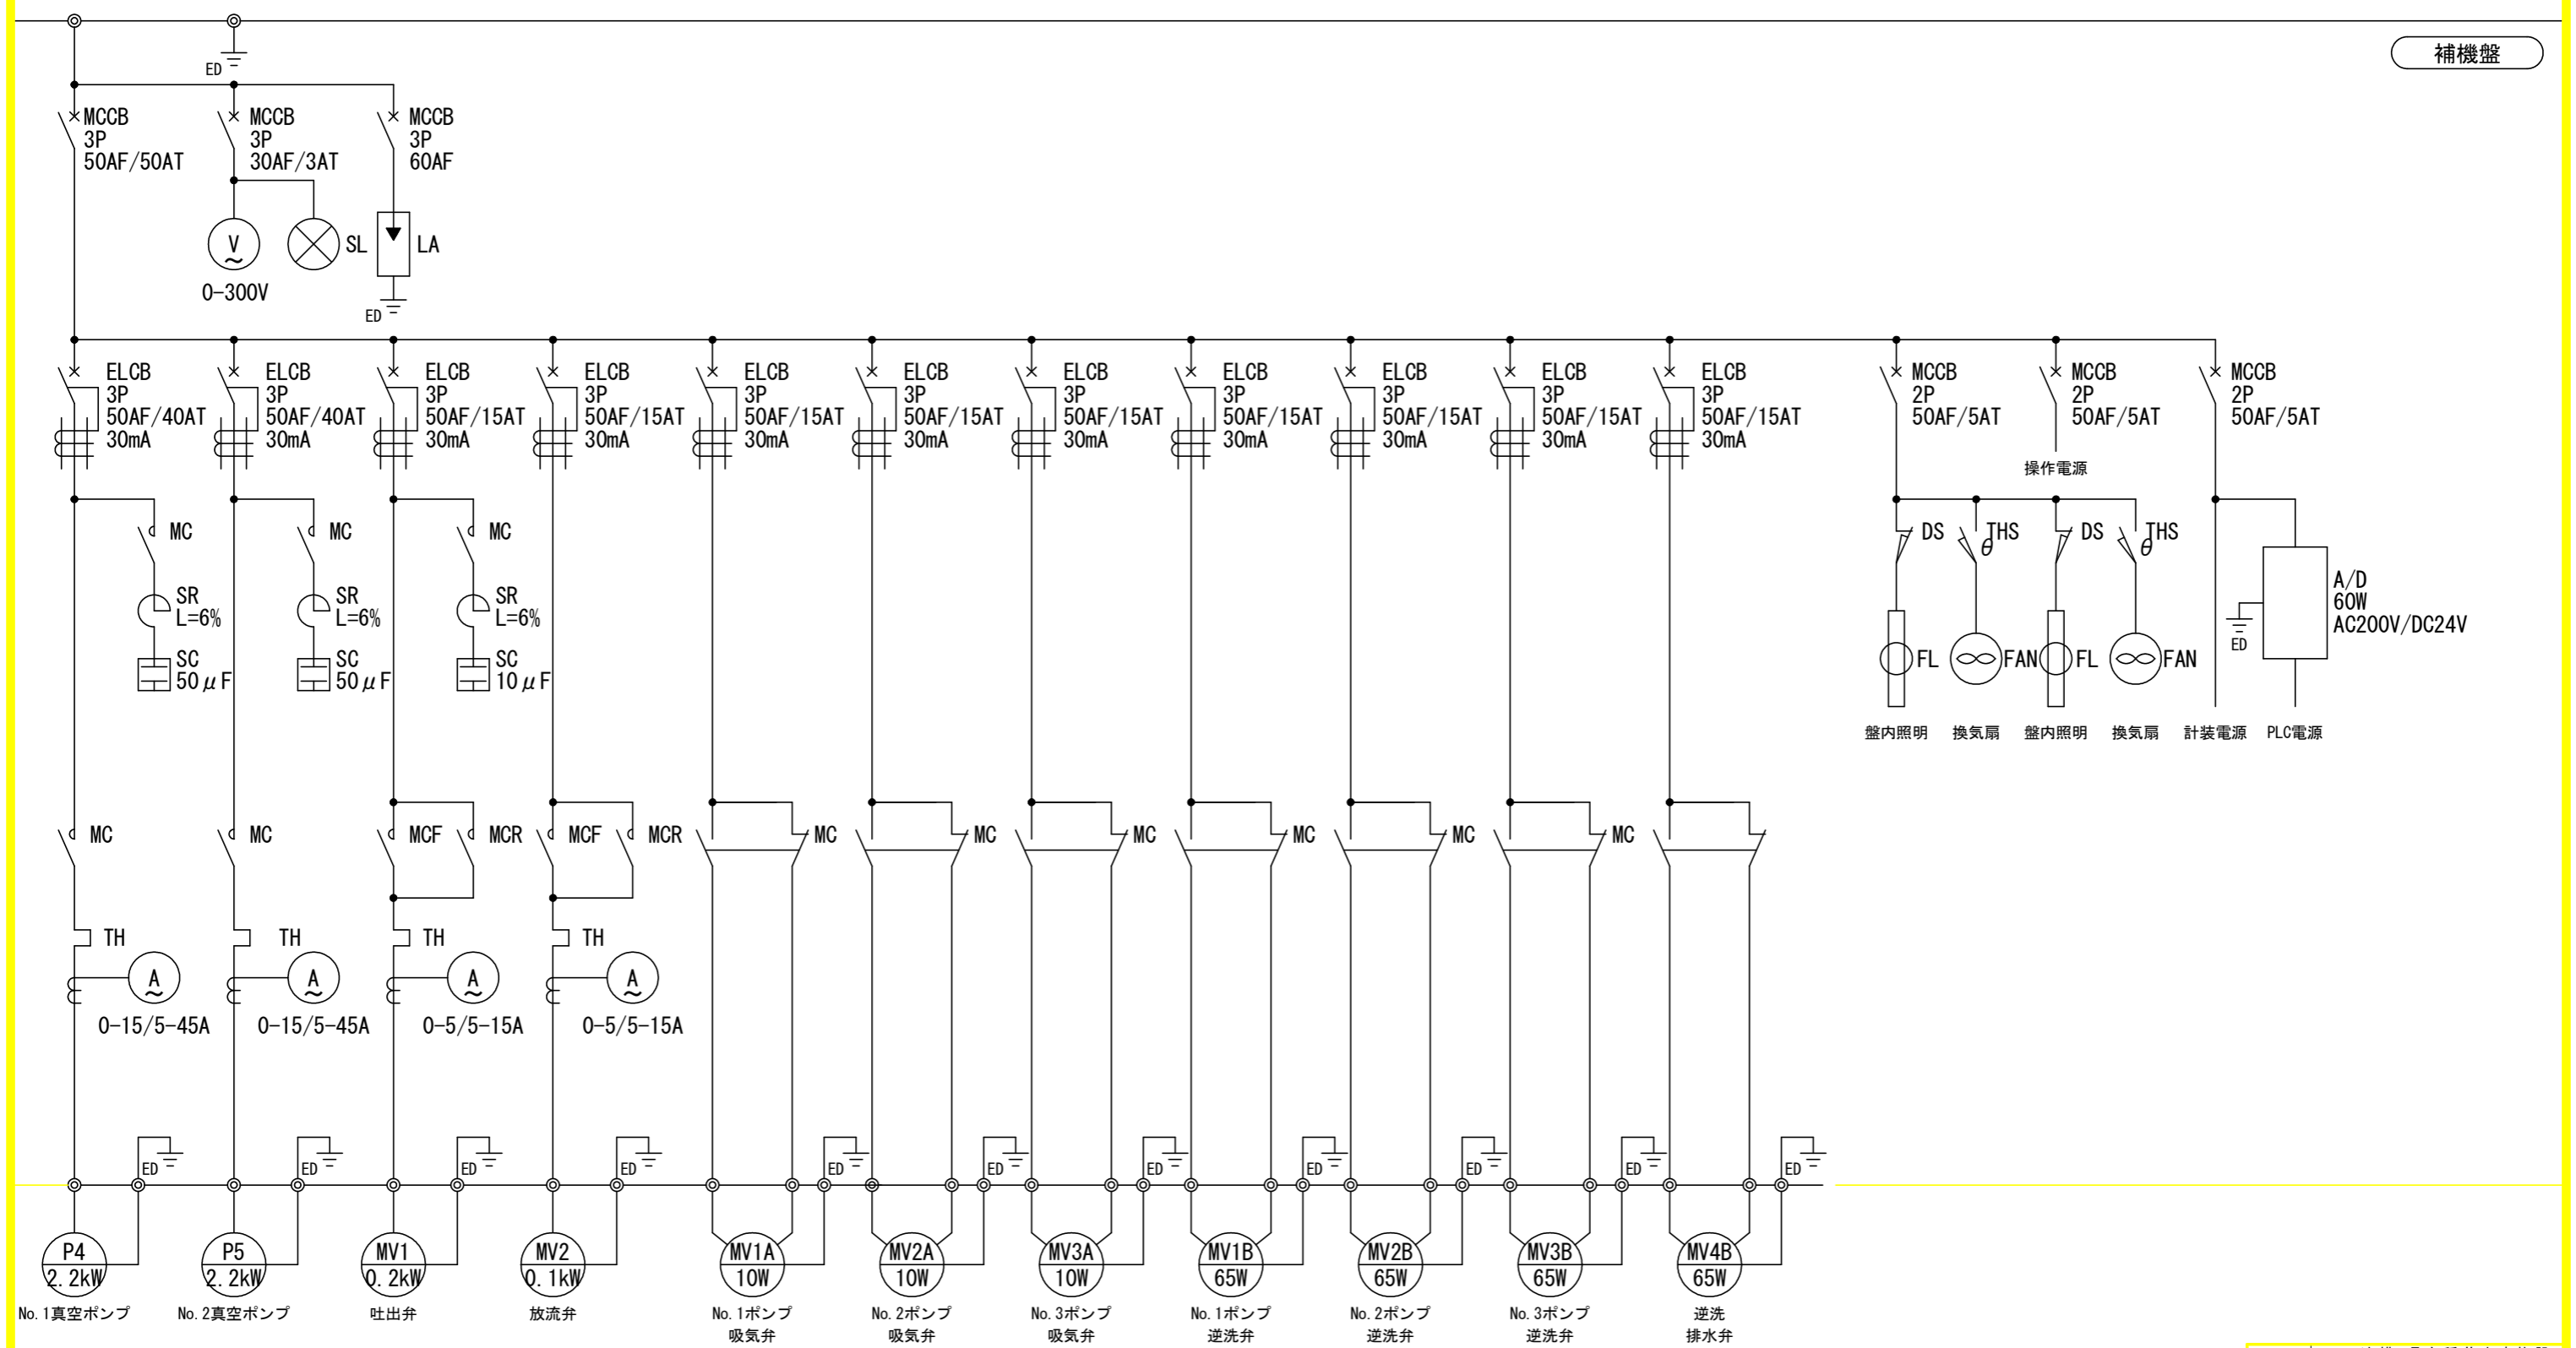 補機盤
ED
MCCB
3P
50AF/50AT
MCCB
3P
30AF/3AT
MCCB
3P
60AF
V
~
0-300V
SL
LA
ED
ELCB
3P
50AF/40AT
30mA
ELCB
3P
50AF/40AT
30mA
ELCB
3P
50AF/15AT
30mA
ELCB
3P
50AF/15AT
30mA
ELCB
3P
50AF/15AT
30mA
ELCB
3P
50AF/15AT
30mA
ELCB
3P
50AF/15AT
30mA
ELCB
3P
50AF/15AT
30mA
ELCB
3P
50AF/15AT
30mA
ELCB
3P
50AF/15AT
30mA
ELCB
3P
50AF/15AT
30mA
MCCB
2P
50AF/5AT
MCCB
2P
50AF/5AT
操作電源
MCCB
2P
50AF/5AT
MC
SR
L=6%
SC
50μF
MC
SR
L=6%
SC
50μF
MC
SR
L=6%
SC
10μF
DS
FL
盤内照明
THS
θ
FAN
換気扇
DS
FL
盤内照明
THS
θ
FAN
換気扇
計装電源
A/D
60W
AC200V/DC24V
ED
PLC電源
MC
MC
MCF
MCR
MCF
MCR
MC
MC
MC
MC
MC
MC
TH
A
~
0-15/5-45A
TH
A
~
0-15/5-45A
TH
A
~
0-5/5-15A
TH
A
~
0-5/5-15A
ED
ED
ED
ED
ED
ED
ED
ED
ED
ED
ED
P4
2.2kW
No.1真空ポンプ
P5
2.2kW
No.2真空ポンプ
MV1
0.2kW
吐出弁
MV2
0.1kW
放流弁
MV1A
10W
No.1ポンプ
吸気弁
MV2A
10W
No.2ポンプ
吸気弁
MV3A
10W
No.3ポンプ
吸気弁
MV1B
65W
No.1ポンプ
逆洗弁
MV2B
65W
No.2ポンプ
逆洗弁
MV3B
65W
No.3ポンプ
逆洗弁
MV4B
65W
逆洗
排水弁